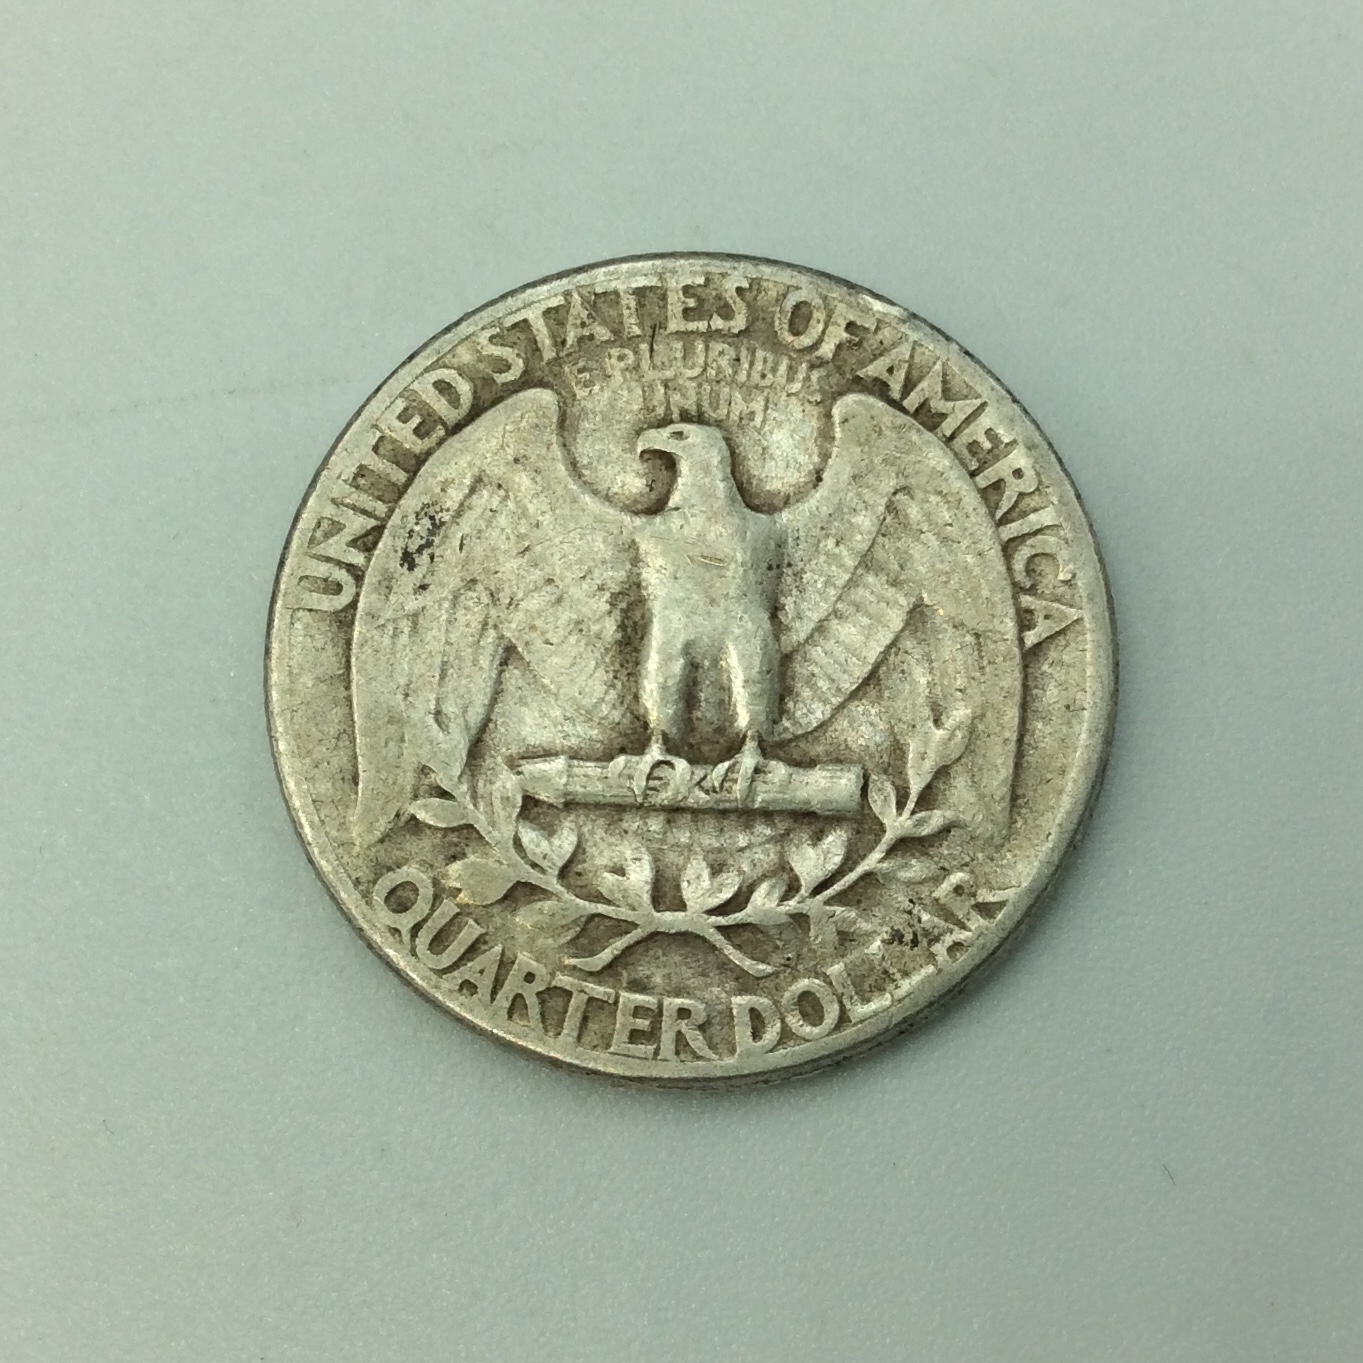 UNITED STATES OF AMERICA
E PLURIBUS
UNUM
QUARTER DOLLAR